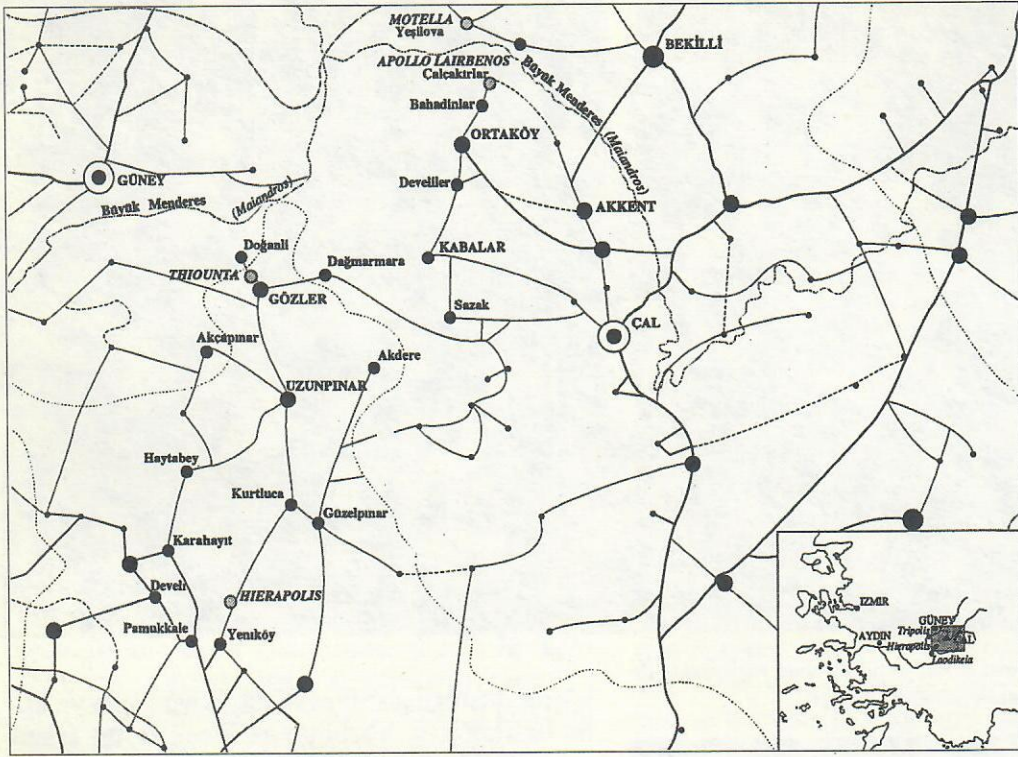 MOTELLA
Yeşilova
BEKİLLİ
APOLLO LAIRBENOS
Çalçakırlar
Büyük Menderes (Maiandros)
Bahadinlar
ORTAKÖY
GÜNEY
Develiler
Büyük Menderes (Maiandros)
AKKENT
Doğanli
KABALAR
THIOUNTA
Dağmarmara
GÖZLER
Sazak
ÇAL
Akçapınar
Akdere
UZUNPINAR
Haytabey
Kurtluca
Güzelpınar
Karahayıt
Develi
HIERAPOLIS
Pamukkale
Yeniköy
IZMIR
GÜNEY
Tripolis
AYDIN
Hierapolis
Laodikeia